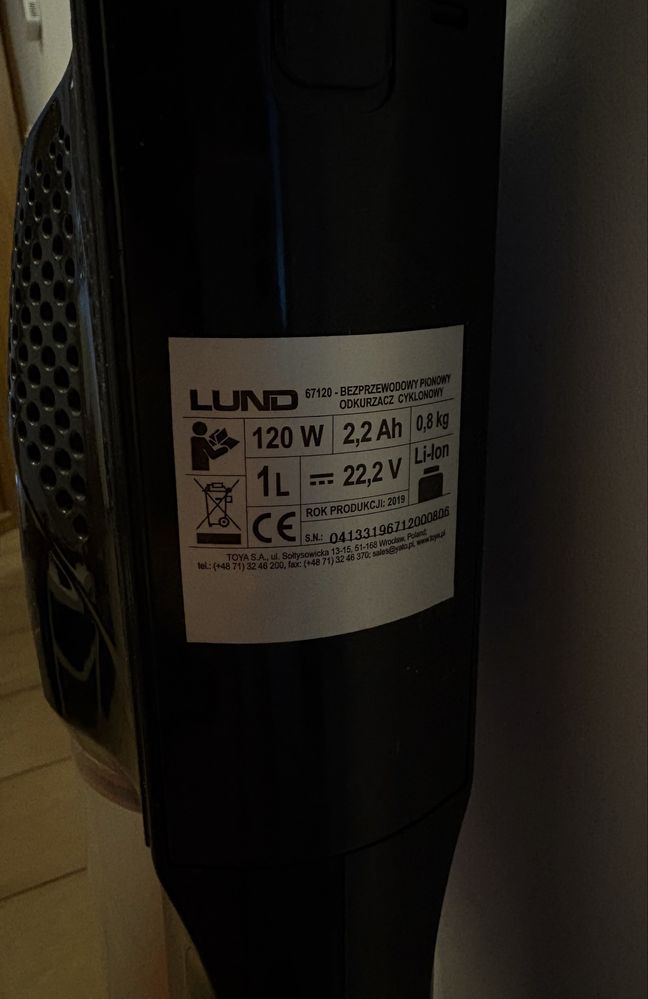 LUND 67120 - BEZPRZEWODOWY PIONOWY
ODKURZACZ CYKLONOWY
120 W 2,2 Ah 0,8 kg
1 L 22,2 V Li-Ion
ROK PRODUKCJI: 2019
CE S.N.: 04133196712000806
TOYA S.A., ul. Sołtysowicka 13-15, 51-168 Wrocław, Poland;
tel.: (+48 71) 32 46 200, fax: (+48 71) 32 46 370; sales@yato.pl, www.toya.pl